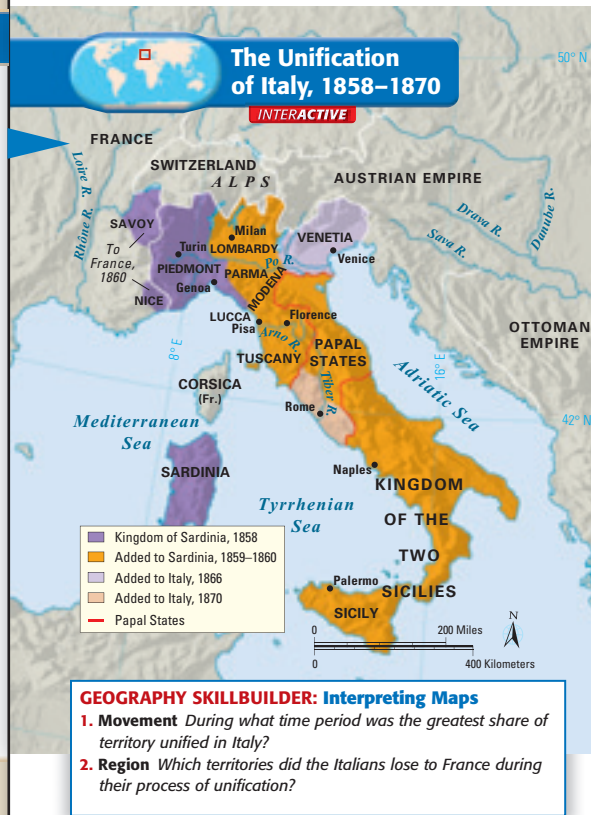 The Unification
of Italy, 1858–1870
INTERACTIVE
50° N
FRANCE
SWITZERLAND
ALPS
AUSTRIAN EMPIRE
Loire R.
Rhône R.
Drava R.
Danube R.
Sava R.
SAVOY
To
France,
1860
NICE
Turin
PIEDMONT
Genoa
Milan
LOMBARDY
VENETIA
Venice
Po R.
PARMA
MODENA
LUCCA
Pisa
Florence
Arno R.
TUSCANY
PAPAL
STATES
OTTOMAN
EMPIRE
8° E
16° E
42° N
CORSICA
(Fr.)
Tiber R.
Rome
Adriatic Sea
Mediterranean
Sea
SARDINIA
Naples
KINGDOM
OF THE
TWO
SICILIES
Tyrrhenian
Sea
Palermo
SICILY
Kingdom of Sardinia, 1858
Added to Sardinia, 1859–1860
Added to Italy, 1866
Added to Italy, 1870
Papal States
N
0 200 Miles
0 400 Kilometers
GEOGRAPHY SKILLBUILDER: Interpreting Maps
1. Movement During what time period was the greatest share of
territory unified in Italy?
2. Region Which territories did the Italians lose to France during
their process of unification?